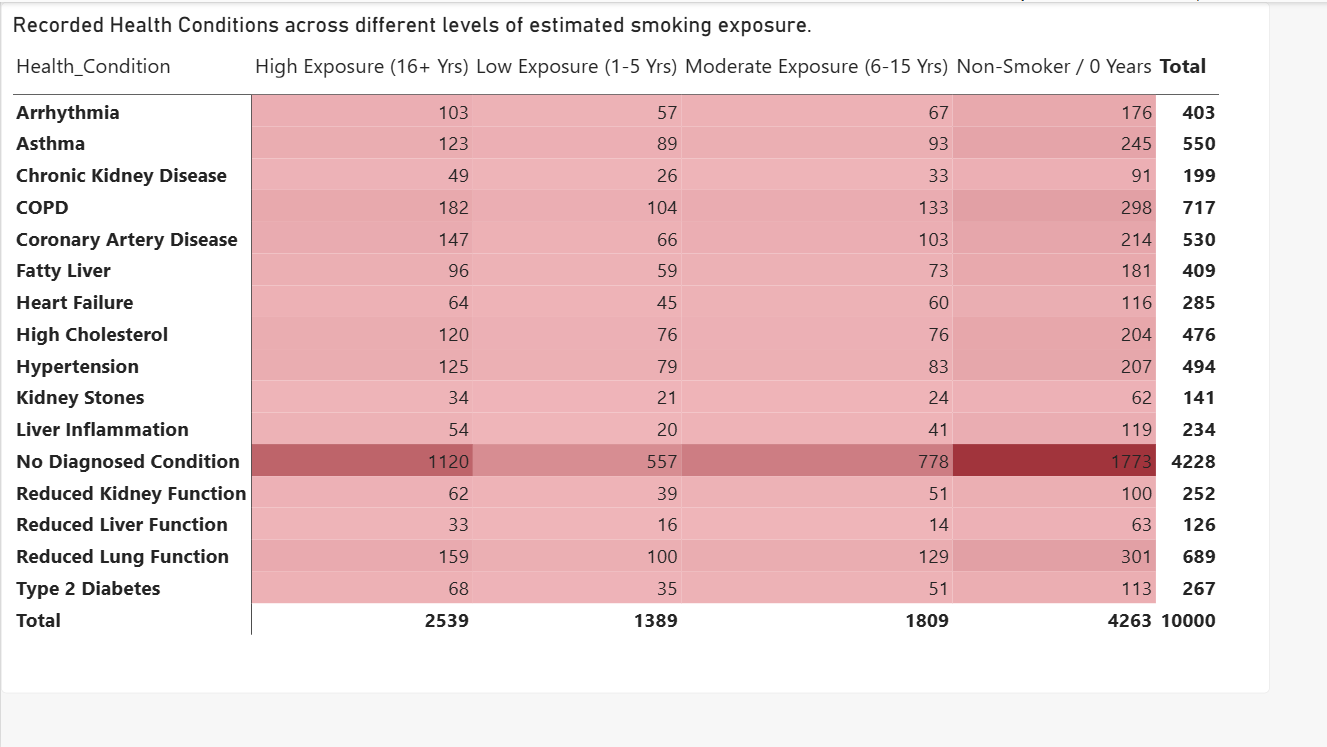 Recorded Health Conditions across different levels of estimated smoking exposure.
Health_Condition High Exposure (16+ Yrs) Low Exposure (1-5 Yrs) Moderate Exposure (6-15 Yrs) Non-Smoker / 0 Years Total
Arrhythmia 103 57 67 176 403
Asthma 123 89 93 245 550
Chronic Kidney Disease 49 26 33 91 199
COPD 182 104 133 298 717
Coronary Artery Disease 147 66 103 214 530
Fatty Liver 96 59 73 181 409
Heart Failure 64 45 60 116 285
High Cholesterol 120 76 76 204 476
Hypertension 125 79 83 207 494
Kidney Stones 34 21 24 62 141
Liver Inflammation 54 20 41 119 234
No Diagnosed Condition 1120 557 778 1773 4228
Reduced Kidney Function 62 39 51 100 252
Reduced Liver Function 33 16 14 63 126
Reduced Lung Function 159 100 129 301 689
Type 2 Diabetes 68 35 51 113 267
Total 2539 1389 1809 4263 10000